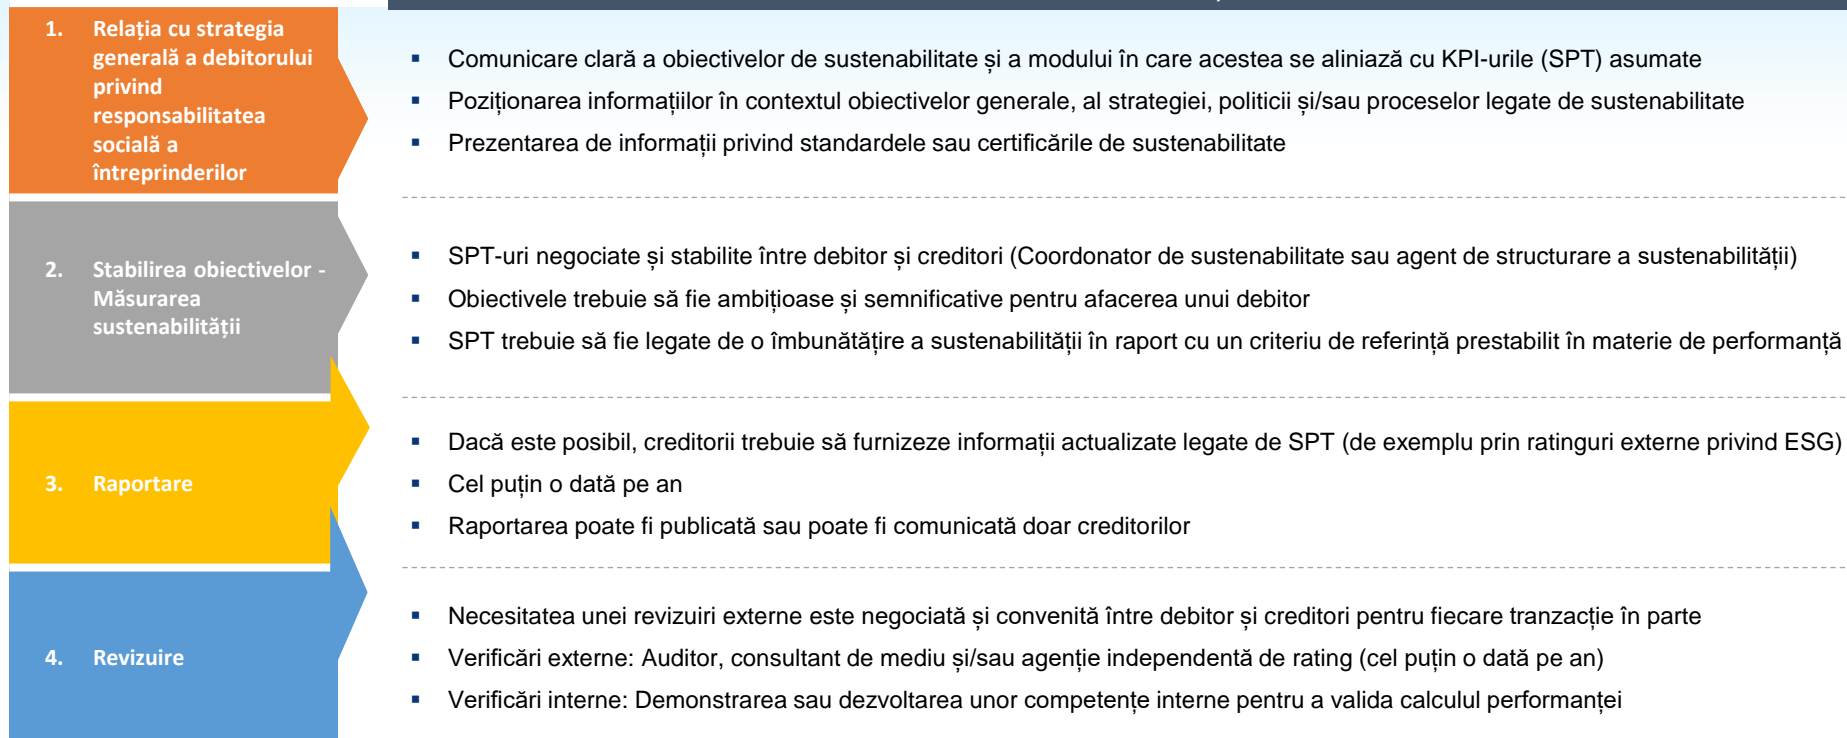 1. Relația cu strategia
generală a debitorului
privind
responsabilitatea
socială a
întreprinderilor
▪ Comunicare clară a obiectivelor de sustenabilitate și a modului în care acestea se aliniază cu KPI-urile (SPT) asumate
▪ Poziționarea informațiilor în contextul obiectivelor generale, al strategiei, politicii și/sau proceselor legate de sustenabilitate
▪ Prezentarea de informații privind standardele sau certificările de sustenabilitate
2. Stabilirea obiectivelor -
Măsurarea
sustenabilității
▪ SPT-uri negociate și stabilite între debitor și creditori (Coordonator de sustenabilitate sau agent de structurare a sustenabilității)
▪ Obiectivele trebuie să fie ambițioase și semnificative pentru afacerea unui debitor
▪ SPT trebuie să fie legate de o îmbunătățire a sustenabilității în raport cu un criteriu de referință prestabilit în materie de performanță
3. Raportare
▪ Dacă este posibil, creditorii trebuie să furnizeze informații actualizate legate de SPT (de exemplu prin ratinguri externe privind ESG)
▪ Cel puțin o dată pe an
▪ Raportarea poate fi publicată sau poate fi comunicată doar creditorilor
4. Revizuire
▪ Necesitatea unei revizuiri externe este negociată și convenită între debitor și creditori pentru fiecare tranzacție în parte
▪ Verificări externe: Auditor, consultant de mediu și/sau agenție independentă de rating (cel puțin o dată pe an)
▪ Verificări interne: Demonstrarea sau dezvoltarea unor competențe interne pentru a valida calculul performanței